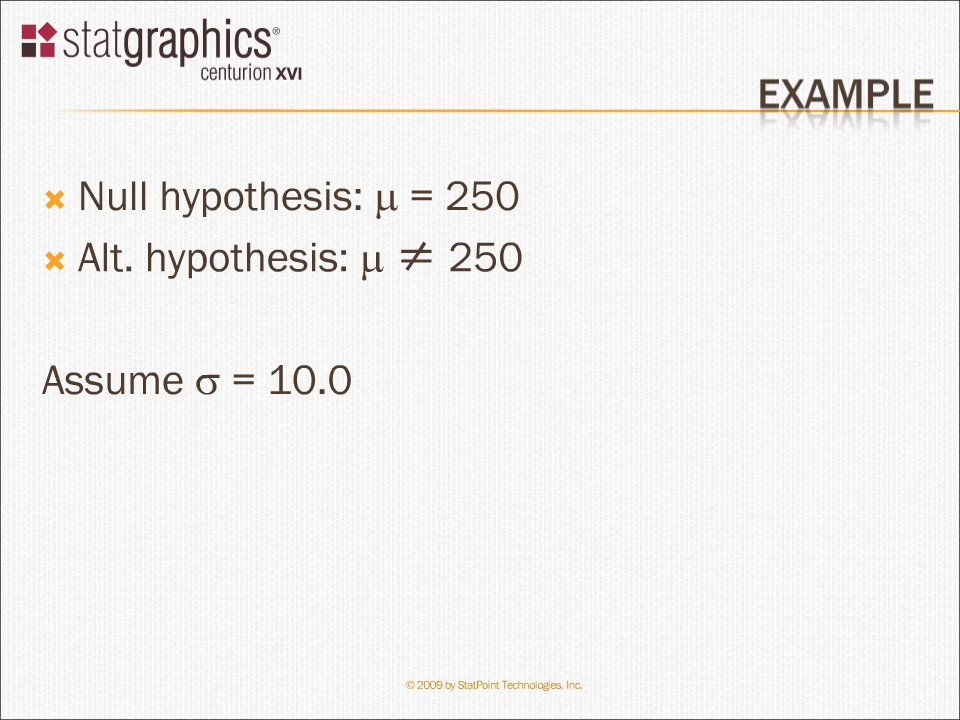 statgraphics®
centurion XVI
EXAMPLE
Null hypothesis: μ = 250
Alt. hypothesis: μ ≠ 250
Assume σ = 10.0
© 2009 by StatPoint Technologies, Inc.